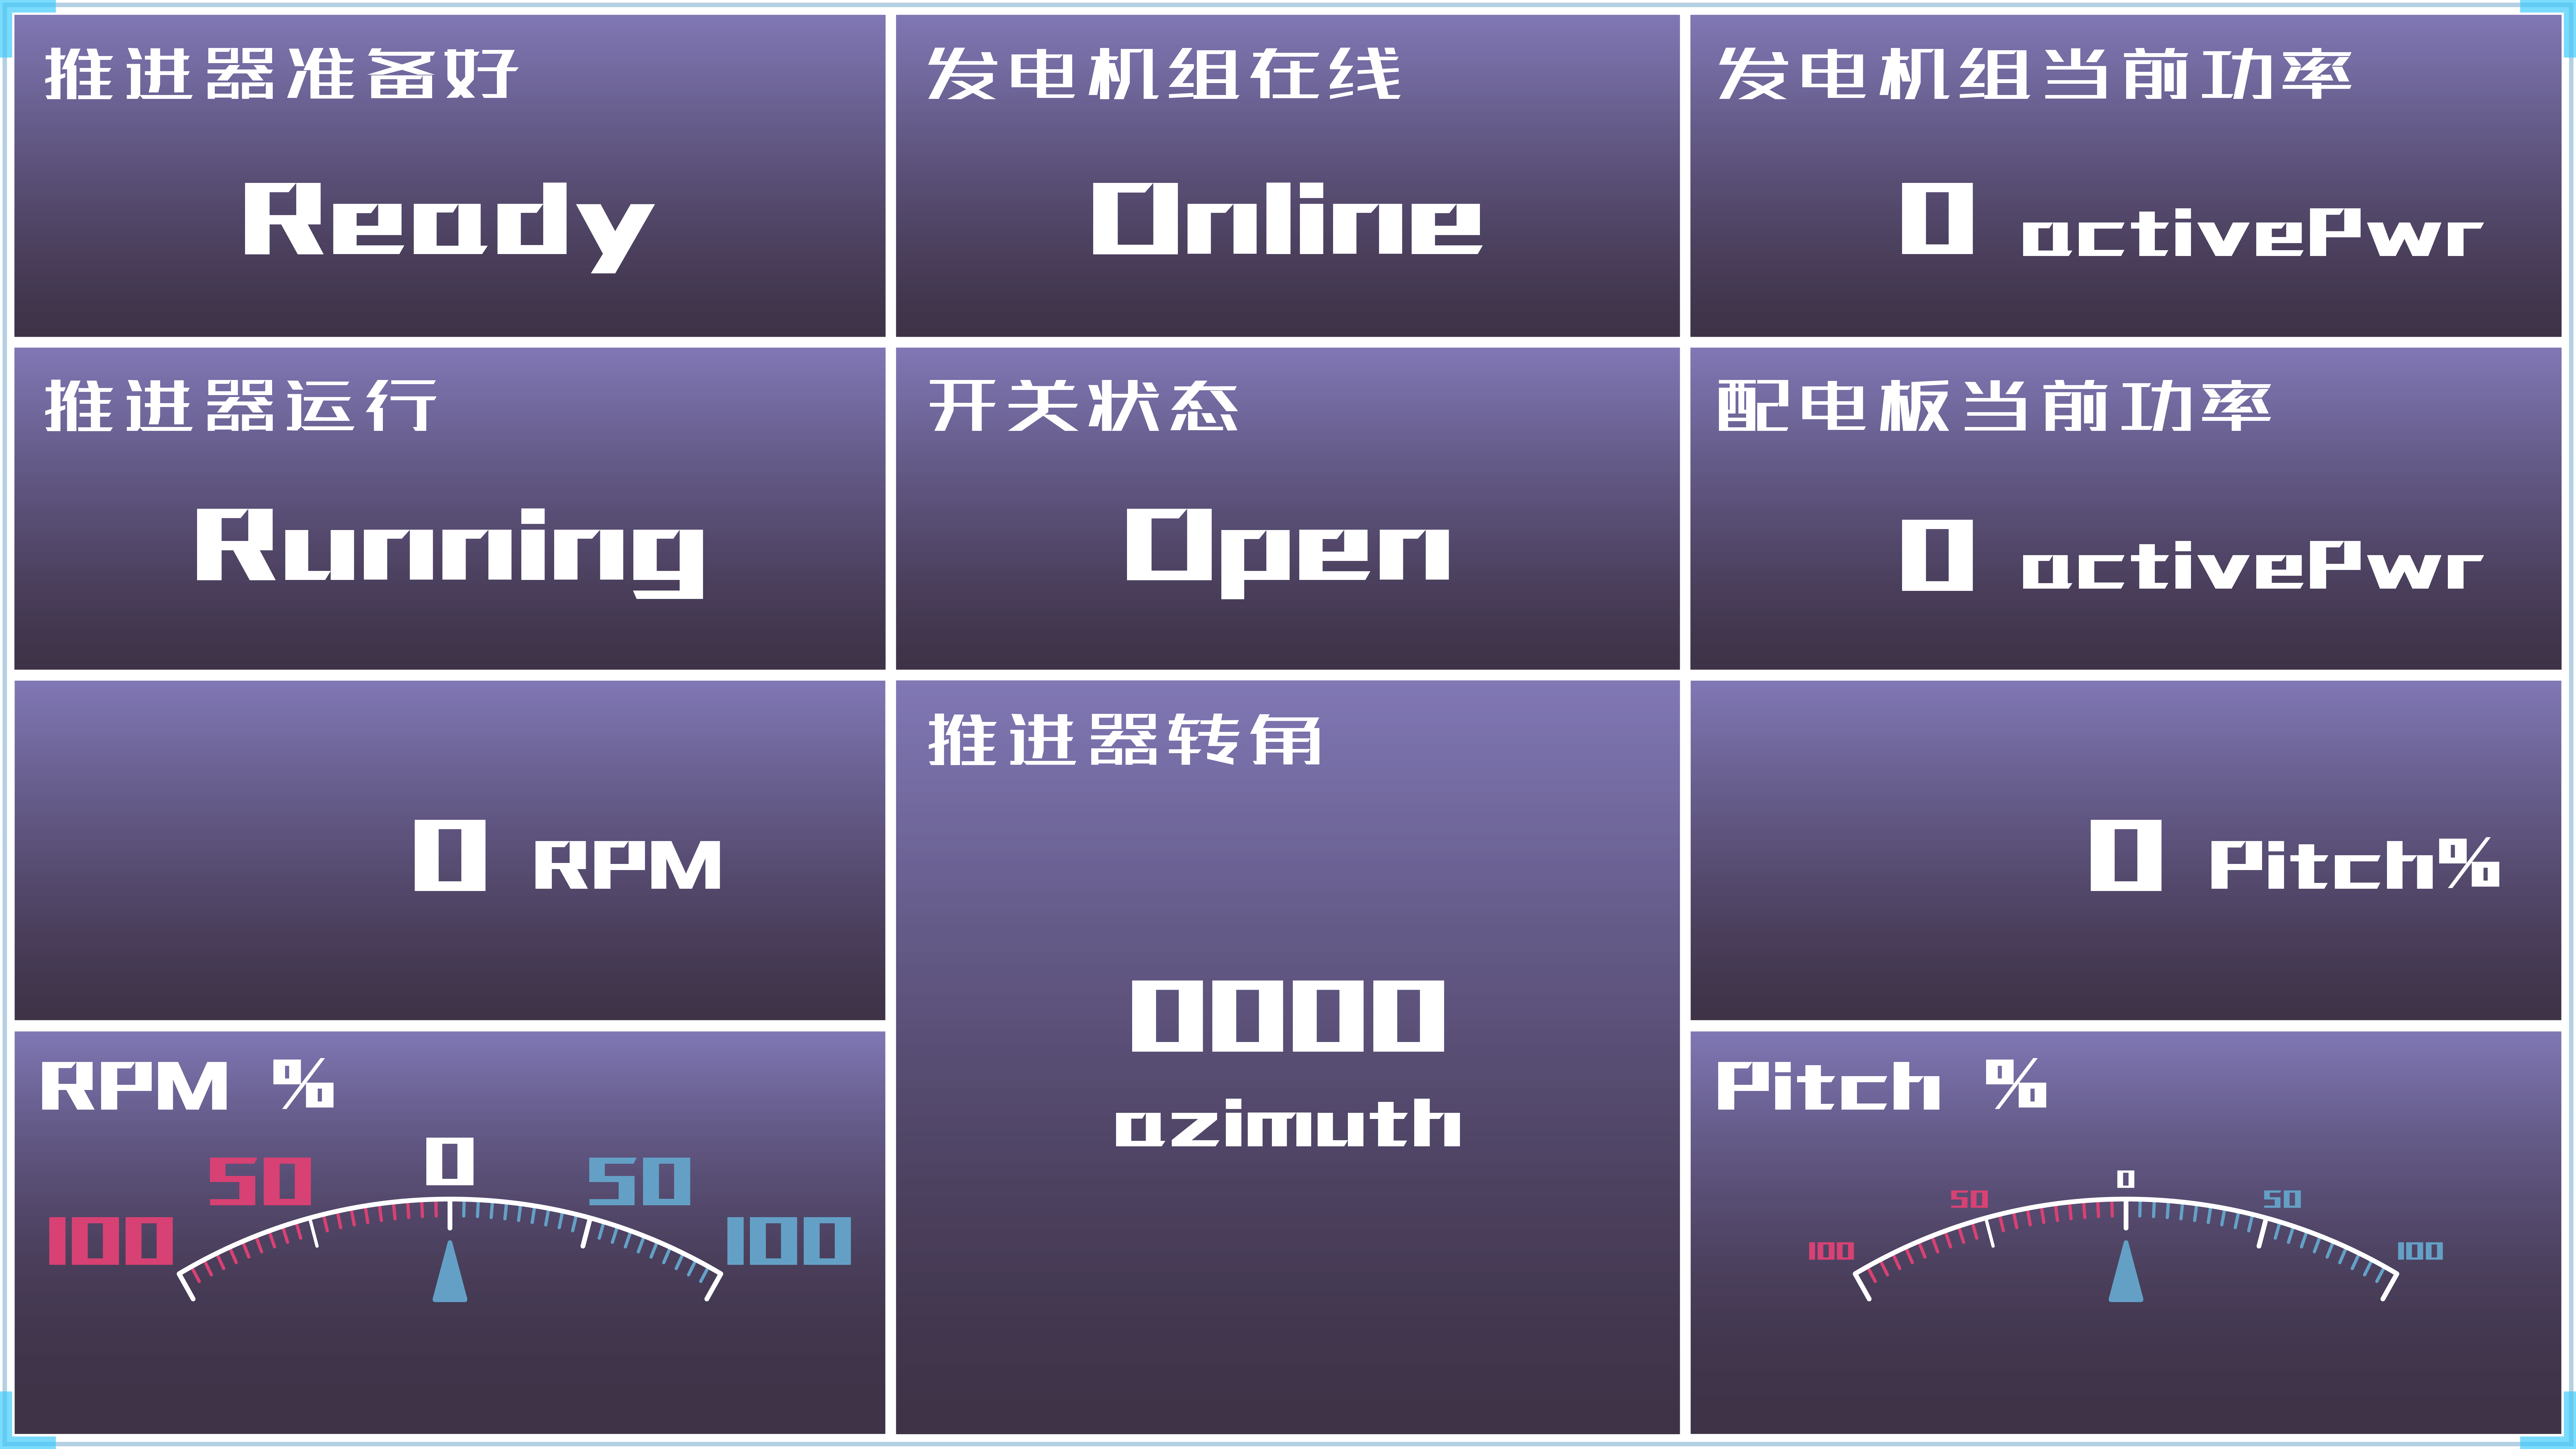 推进器准备好
Ready
发电机组在线
Online
发电机组当前功率
0 activePwr
推进器运行
Running
开关状态
Open
配电板当前功率
0 activePwr
0 RPM
推进器转角
0000
azimuth
0 Pitch%
RPM %
100 50 0 50 100
Pitch %
100 50 0 50 100